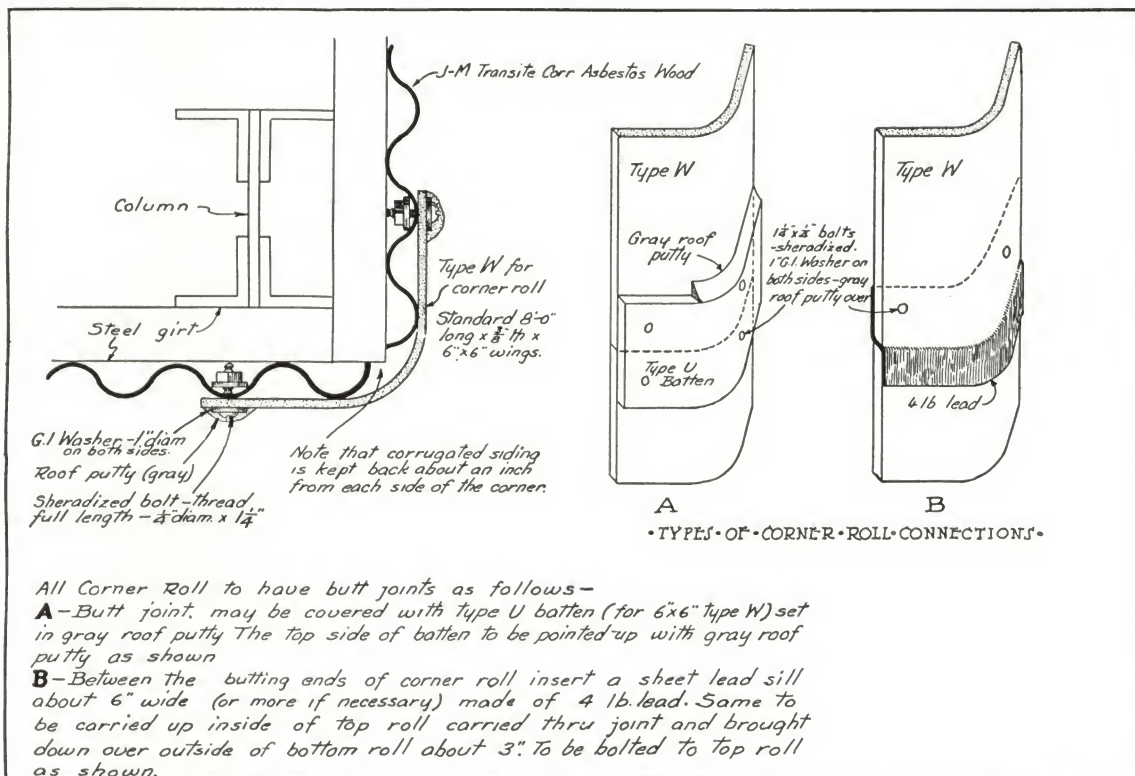 J-M Transite Corr Asbestos Wood
Column
Steel girt
Type W for
corner roll
Standard 8'-0"
long x 3/8" th x
6"x6" wings.
G.I Washer-1" diam
on both sides.
Roof putty (gray)
Sheradized bolt-thread
full length - 1/4" diam. x 1 1/4"
Note that corrugated siding
is kept back about an inch
from each side of the corner.
Type W
Gray roof
putty
Type U
Batten
A
1 1/4" x 1/4" bolts
-sheradized.
1" G.I. Washer on
both sides-gray
roof putty over
Type W
4 lb lead
B
•TYPES•OF•CORNER•ROLL•CONNECTIONS•
All Corner Roll to have butt joints as follows-
A-Butt joint, may be covered with Type U batten (for 6"x6" Type W) set
in gray roof putty The top side of batten to be pointed-up with gray roof
putty as shown
B-Between the butting ends of corner roll insert a sheet lead sill
about 6" wide (or more if necessary) made of 4 lb. lead. Same to
be carried up inside of top roll carried thru joint and brought
down over outside of bottom roll about 3". To be bolted to top roll
as shown.